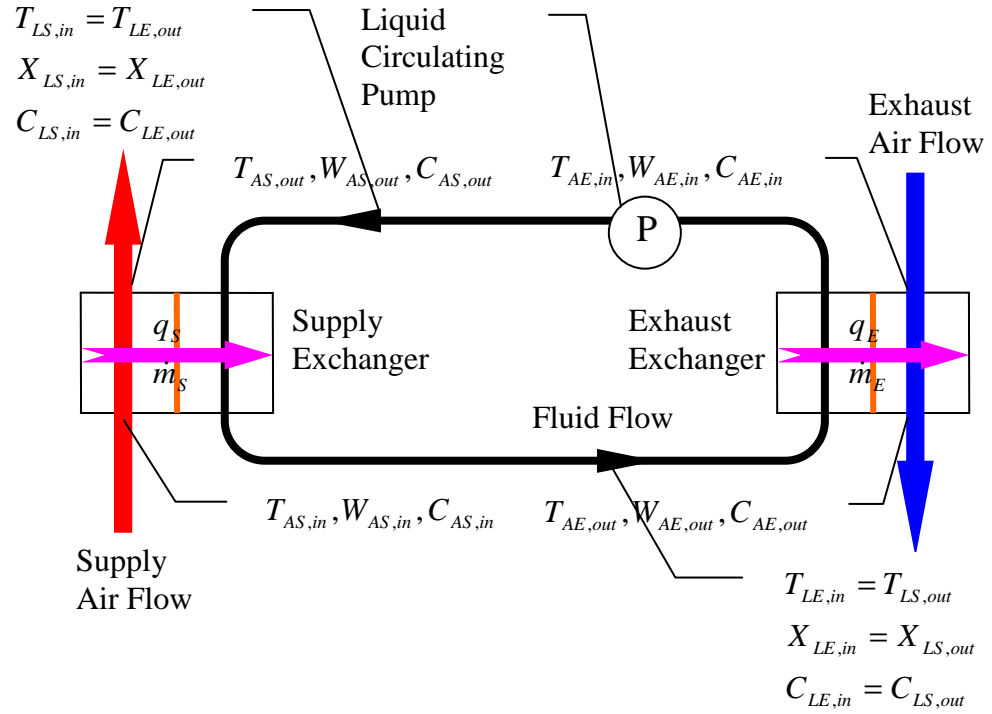 T_{LS,in} = T_{LE,out}
X_{LS,in} = X_{LE,out}
C_{LS,in} = C_{LE,out}
Liquid
Circulating
Pump
Exhaust
Air Flow
T_{AS,out}, W_{AS,out}, C_{AS,out}
T_{AE,in}, W_{AE,in}, C_{AE,in}
P
q_S
ṁ_S
Supply
Exchanger
Exhaust
Exchanger
q_E
ṁ_E
Fluid Flow
T_{AS,in}, W_{AS,in}, C_{AS,in}
T_{AE,out}, W_{AE,out}, C_{AE,out}
Supply
Air Flow
T_{LE,in} = T_{LS,out}
X_{LE,in} = X_{LS,out}
C_{LE,in} = C_{LS,out}